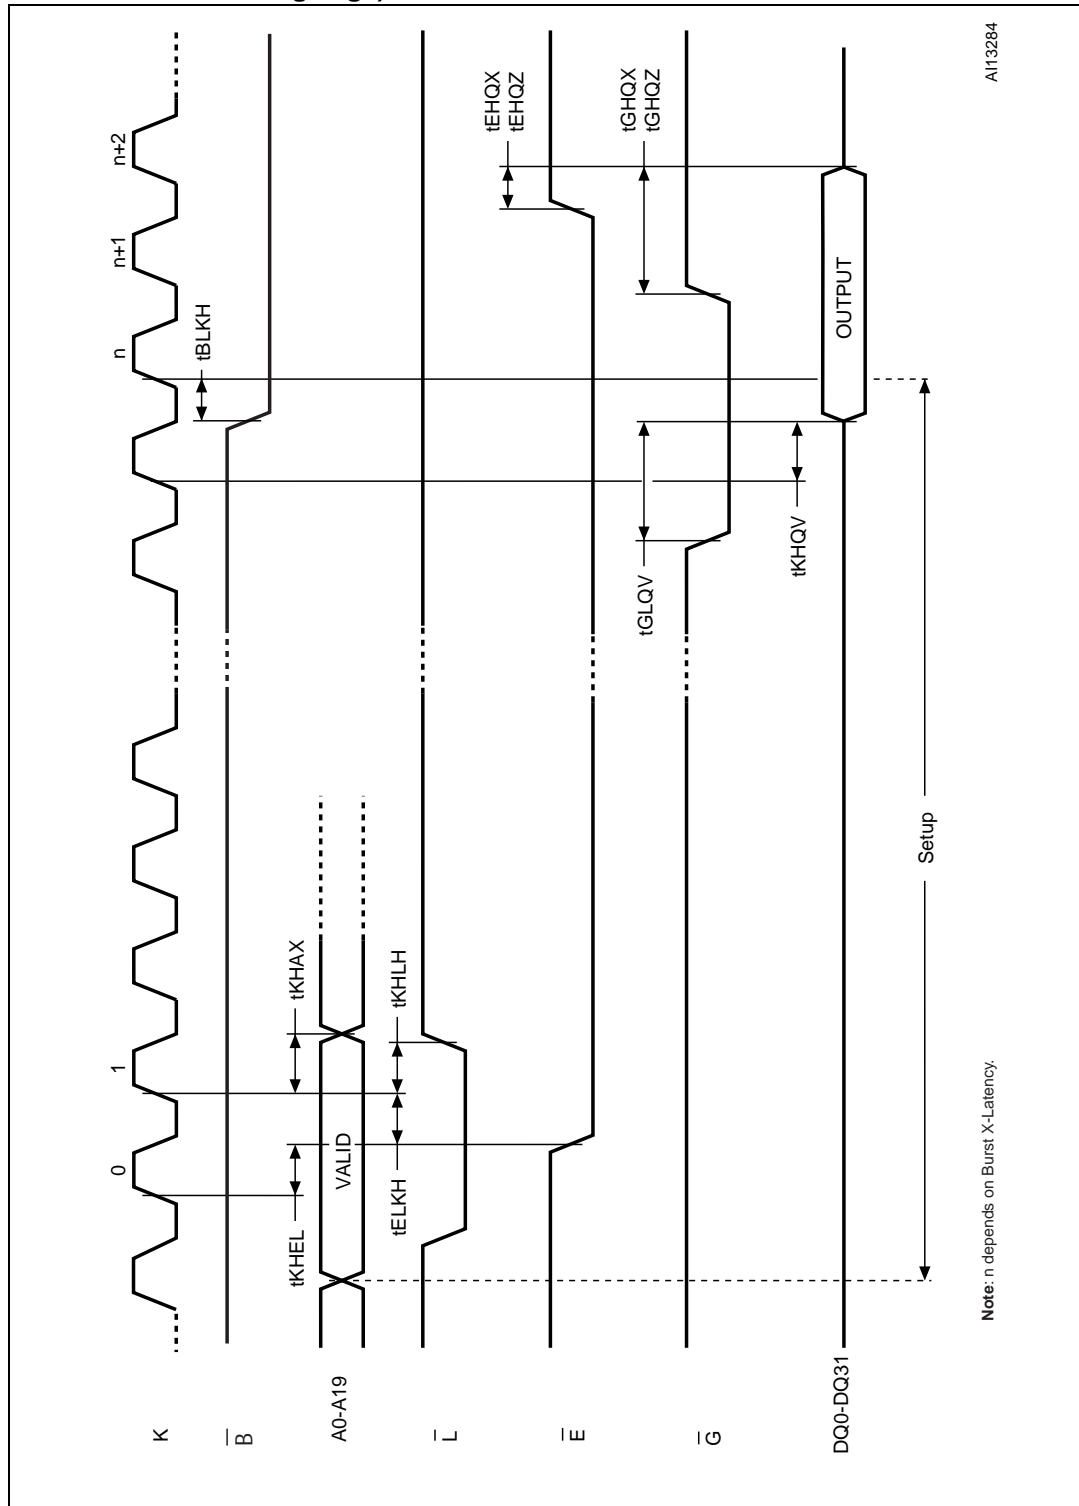 K
0
1
n
n+1
n+2
tBLKH
B̅
tKHEL
tKHAX
A0-A19
VALID
tELKH
tKHLH
L̅
tEHQX
tEHQZ
E̅
tGLQV
tGHQX
tGHQZ
G̅
tKHQV
DQ0-DQ31
OUTPUT
Setup
Note: n depends on Burst X-Latency.
AI13284